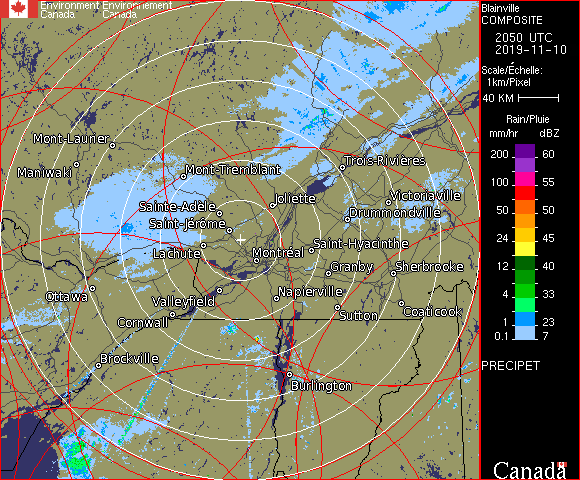 Environment Environnement
Canada Canada
Blainville
COMPOSITE
2050 UTC
2019-11-10
Scale/Échelle:
1km/Pixel
40 KM
Rain/Pluie
mm/hr dBZ
200 60
100 55
50 50
24 45
12 40
4 33
1 23
0.1 7
PRECIPET
Canada
Mont-Laurier
Maniwaki
Mont-Tremblant
Trois-Rivières
Sainte-Adèle
Joliette
Victoriaville
Drummondville
Saint-Jérôme
Lachute
Montréal
Saint-Hyacinthe
Granby
Sherbrooke
Ottawa
Valleyfield
Napierville
Cornwall
Sutton
Coaticook
Brockville
Burlington